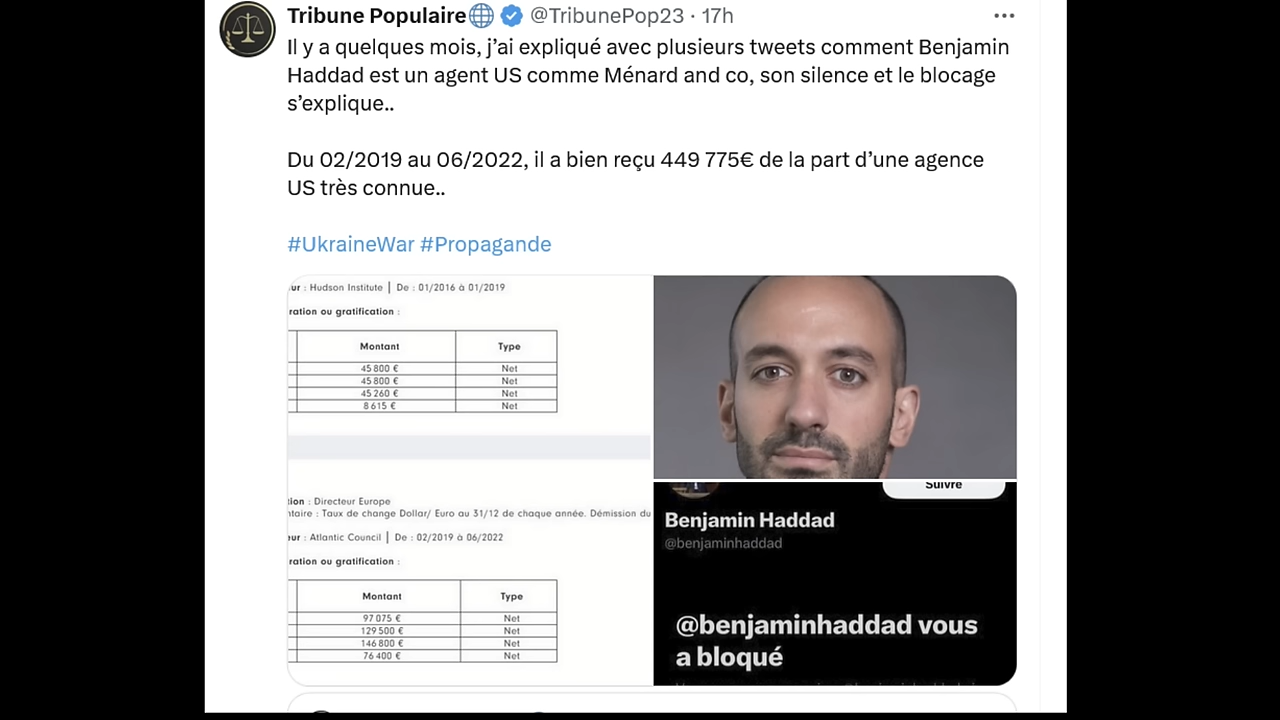 Tribune Populaire @TribunePop23 · 17h
Il y a quelques mois, j’ai expliqué avec plusieurs tweets comment Benjamin
Haddad est un agent US comme Ménard and co, son silence et le blocage
s’explique..
Du 02/2019 au 06/2022, il a bien reçu 449 775€ de la part d’une agence
US très connue..
#UkraineWar #Propagande
ur : Hudson Institute | De : 01/2016 à 01/2019
ration ou gratification :
Montant Type
45 800 € Net
45 800 € Net
45 260 € Net
8 615 € Net
tion : Directeur Europe
ntaire : Taux de change Dollar/ Euro au 31/12 de chaque année. Démission du
ur : Atlantic Council | De : 02/2019 à 06/2022
ration ou gratification :
Montant Type
97 075 € Net
129 500 € Net
146 800 € Net
76 400 € Net
Suivre
Benjamin Haddad
@benjaminhaddad
@benjaminhaddad vous
a bloqué